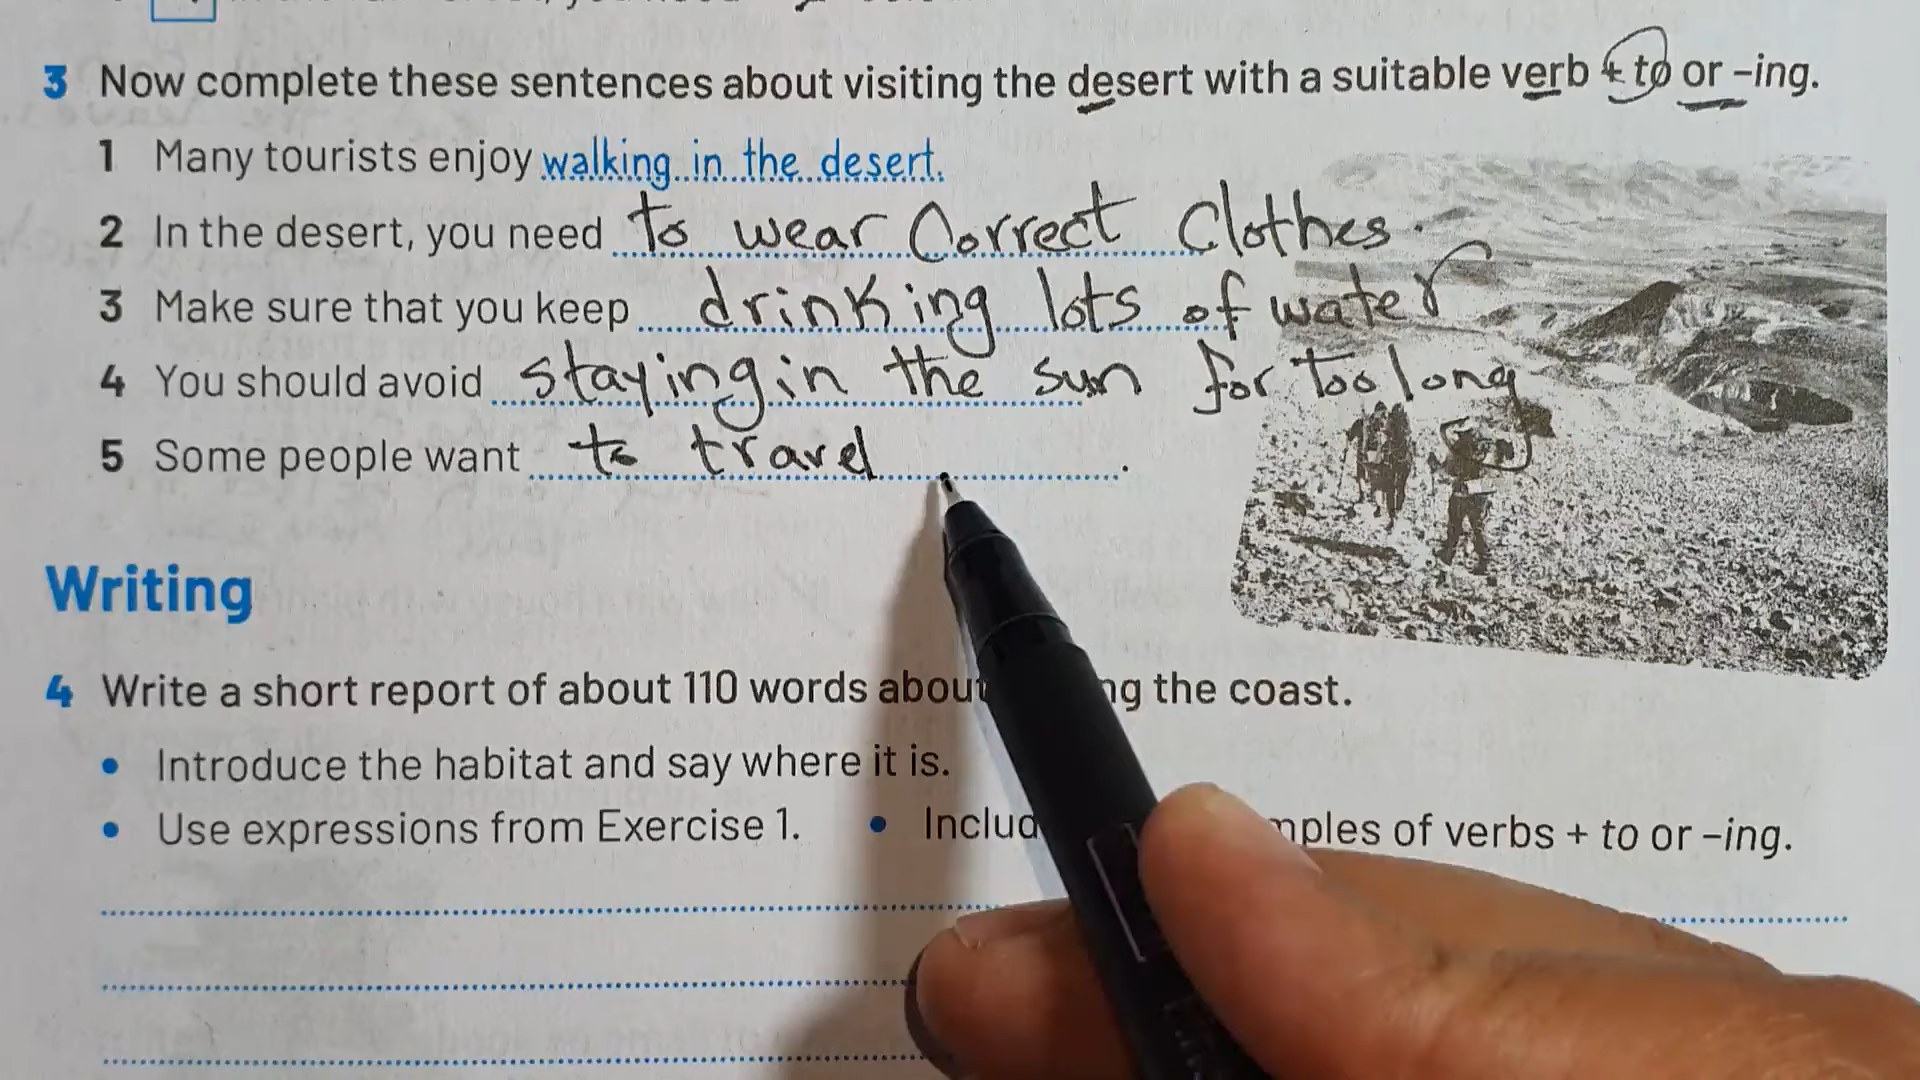 3 Now complete these sentences about visiting the desert with a suitable verb + to or –ing.
1 Many tourists enjoy walking in the desert.
2 In the desert, you need to wear Correct Clothes.
3 Make sure that you keep drinking lots of water
4 You should avoid staying in the sun for too long
5 Some people want to travel .
Writing
4 Write a short report of about 110 words about the coast.
• Introduce the habitat and say where it is.
• Use expressions from Exercise 1. • of verbs + to or –ing.